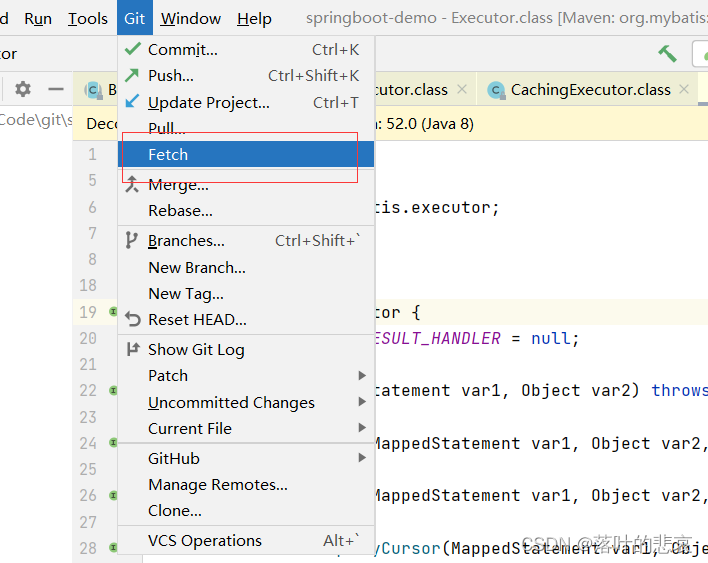 d Run Tools Git Window Help springboot-demo - Executor.class [Maven: org.mybatis:
or
B cutor.class CachingExecutor.class
Code\git\s Deco n: 52.0 (Java 8)
Commit... Ctrl+K
Push... Ctrl+Shift+K
Update Project... Ctrl+T
Pull...
Fetch
Merge...
Rebase...
Branches... Ctrl+Shift+`
New Branch...
New Tag...
Reset HEAD...
Show Git Log
Patch
Uncommitted Changes
Current File
GitHub
Manage Remotes...
Clone...
VCS Operations Alt+`
1
5
6 tis.executor;
7
8
18
19 tor {
20 ESULT_HANDLER = null;
21
22 tatement var1, Object var2) throws
23
24 MappedStatement var1, Object var2,
25
26 MappedStatement var1, Object var2,
27
28 yCursor(MappedStatement var1, Obje
CSDN @落叶的悲哀